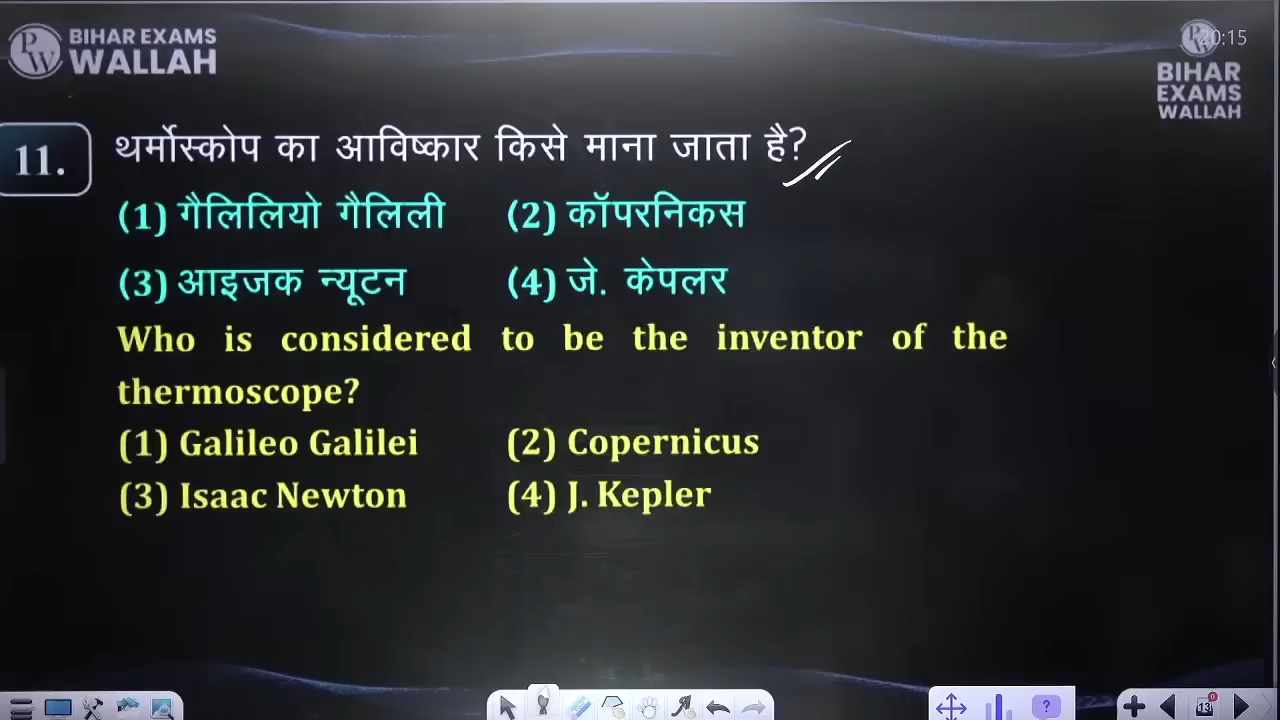 PW BIHAR EXAMS
WALLAH
20:15
BIHAR
EXAMS
WALLAH
11. थर्मोस्कोप का आविष्कार किसे माना जाता है?
(1) गैलिलियो गैलिली (2) कॉपरनिकस
(3) आइजक न्यूटन (4) जे. केपलर
Who is considered to be the inventor of the
thermoscope?
(1) Galileo Galilei (2) Copernicus
(3) Isaac Newton (4) J. Kepler
13